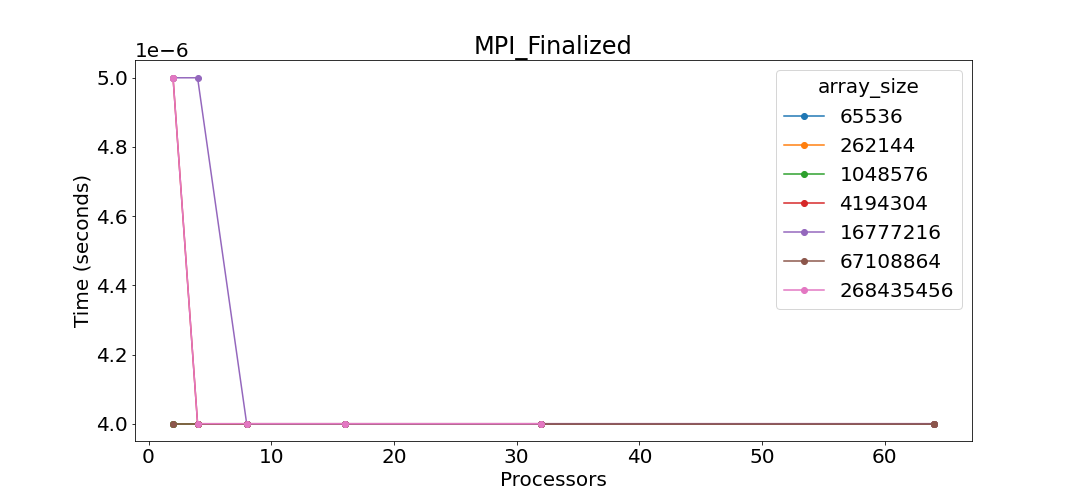 MPI_Finalized
1e−6
5.0
4.8
4.6
4.4
4.2
4.0
Time (seconds)
array_size
65536
262144
1048576
4194304
16777216
67108864
268435456
0 10 20 30 40 50 60
Processors